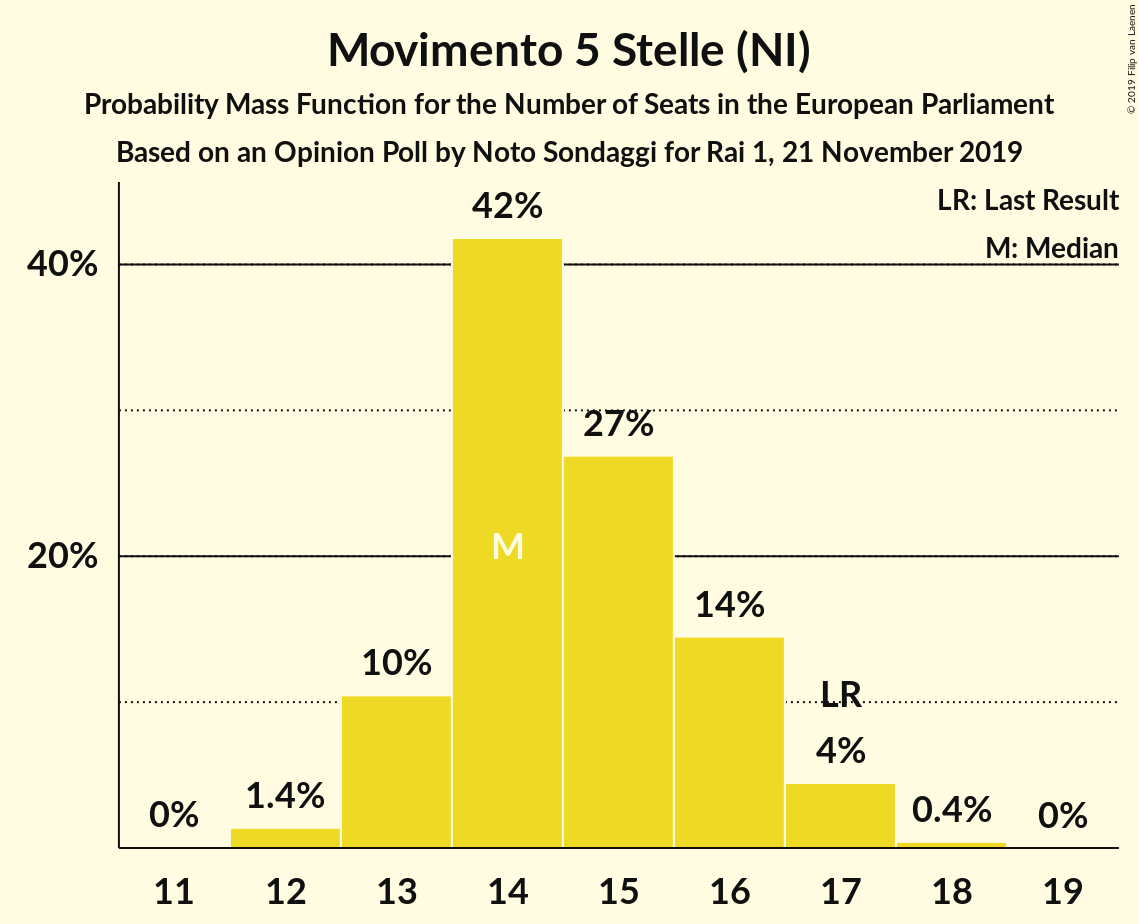 Movimento 5 Stelle (NI)
Probability Mass Function for the Number of Seats in the European Parliament
Based on an Opinion Poll by Noto Sondaggi for Rai 1, 21 November 2019
© 2019 Filip van Laenen
LR: Last Result
M: Median
40%
20%
0%
1.4%
10%
42%
M
27%
14%
LR
4%
0.4%
0%
11 12 13 14 15 16 17 18 19